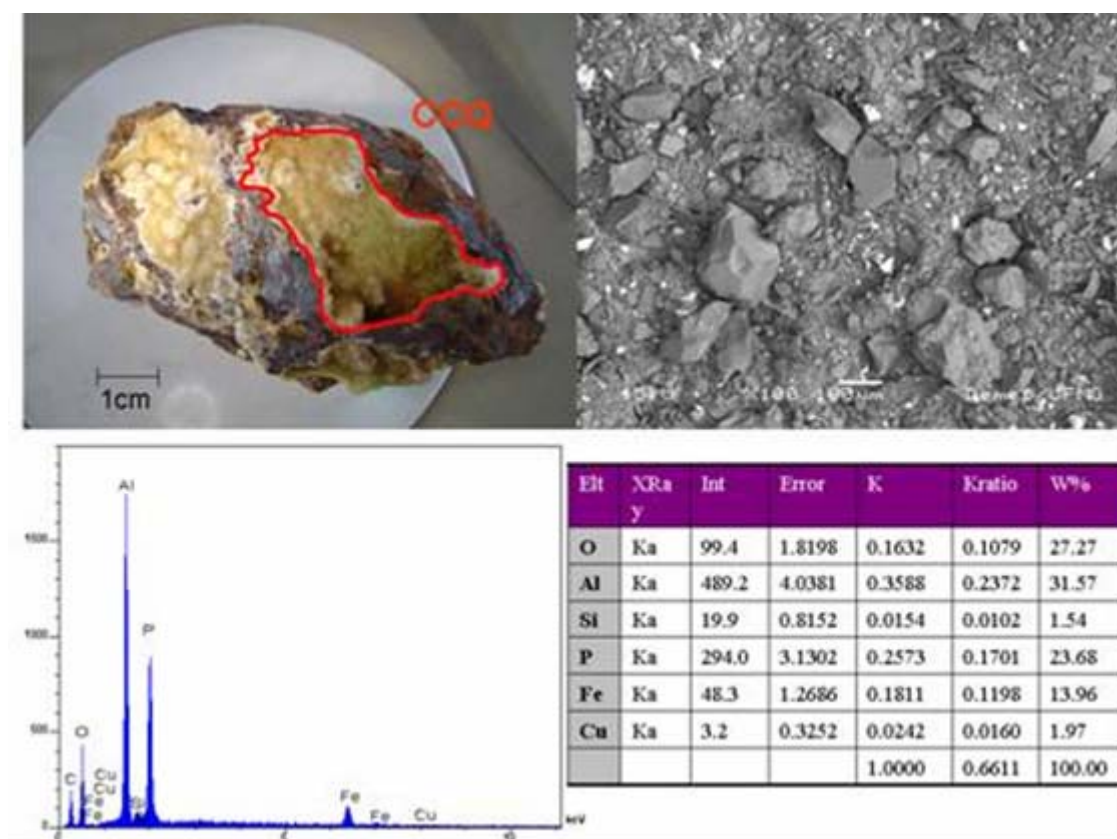 CCQ
1cm
X100 100µm
Al
1500
P
1000
500
O
C
Cu
Si
Fe
Fe
Cu
0
0
keV
Elt XRa y Int Error K Kratio W%
O Ka 99.4 1.8198 0.1632 0.1079 27.27
Al Ka 489.2 4.0381 0.3588 0.2372 31.57
Si Ka 19.9 0.8152 0.0154 0.0102 1.54
P Ka 294.0 3.1302 0.2573 0.1701 23.68
Fe Ka 48.3 1.2686 0.1811 0.1198 13.96
Cu Ka 3.2 0.3252 0.0242 0.0160 1.97
1.0000 0.6611 100.00